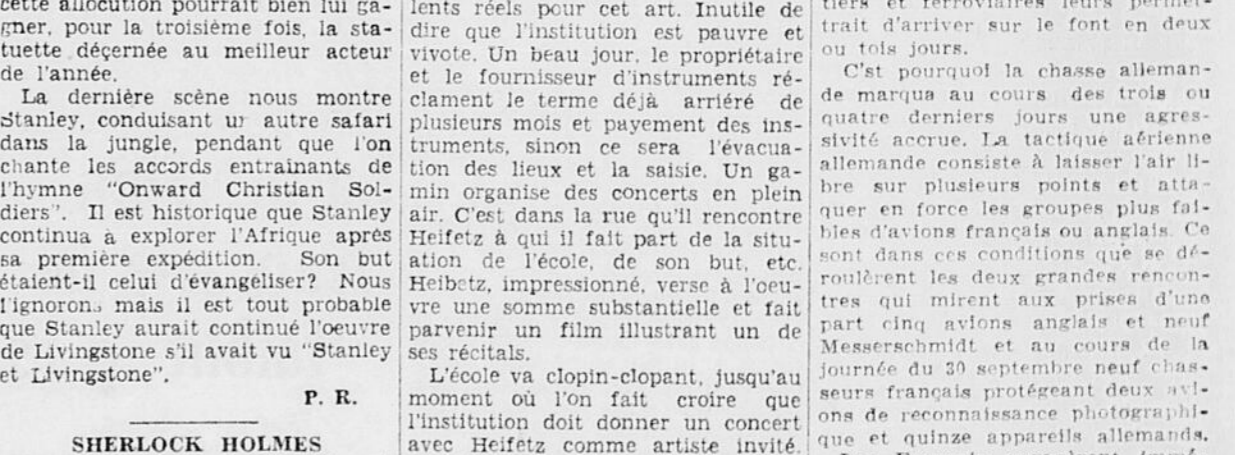 cette allocution pourrait bien lui ga-
gner, pour la troisième fois, la sta-
tuette déçernée au meilleur acteur
de l'année.
La dernière scène nous montre
Stanley, conduisant un autre safari
dans la jungle, pendant que l'on
chante les accords entrainants de
l'hymne "Onward Christian Sol-
diers". Il est historique que Stanley
continua à explorer l'Afrique après
sa première expédition. Son but
étaient-il celui d'évangéliser? Nous
l'ignorons mais il est tout probable
que Stanley aurait continué l'oeuvre
de Livingstone s'il avait vu "Stanley
et Livingstone".
P. R.
SHERLOCK HOLMES
lents réels pour cet art. Inutile de
dire que l'institution est pauvre et
vivote. Un beau jour, le propriétaire
et le fournisseur d'instruments ré-
clament le terme déjà arriéré de
plusieurs mois et payement des ins-
truments, sinon ce sera l'évacua-
tion des lieux et la saisie. Un ga-
min organise des concerts en plein
air. C'est dans la rue qu'il rencontre
Heifetz à qui il fait part de la situ-
ation de l'école, de son but, etc.
Heibetz, impressionné, verse à l'oeu-
vre une somme substantielle et fait
parvenir un film illustrant un de
ses récitals.
L'école va clopin-clopant, jusqu'au
moment où l'on fait croire que
l'institution doit donner un concert
avec Heifetz comme artiste invité.
tiers et ferroviaires leurs permet-
trait d'arriver sur le font en deux
ou tois jours.
C'st pourquoi la chasse alleman-
de marqua au cours des trois ou
quatre derniers jours une agres-
sivité accrue. La tactique aérienne
allemande consiste à laisser l'air li-
bre sur plusieurs points et atta-
quer en force les groupes plus fai-
bles d'avions français ou anglais. Ce
sont dans ces conditions que se dé-
roulèrent les deux grandes rencon-
tres qui mirent aux prises d'une
part cinq avions anglais et neuf
Messerschmidt et au cours de la
journée du 30 septembre neuf chas-
seurs français protégeant deux avi-
ons de reconnaissance photographi-
que et quinze appareils allemands.